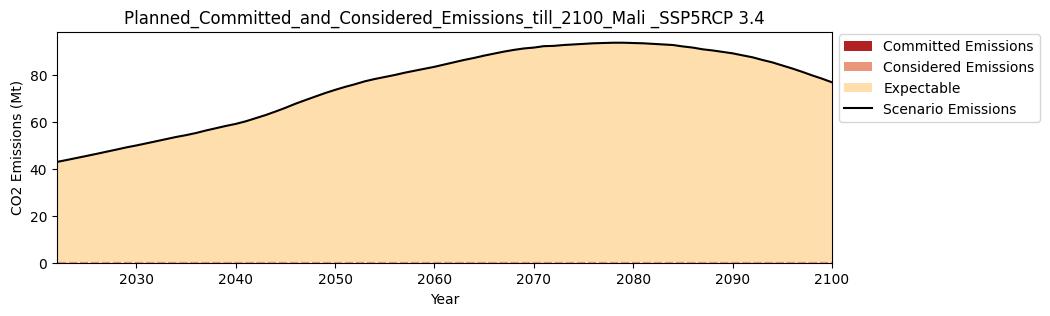 Planned_Committed_and_Considered_Emissions_till_2100_Mali _SSP5RCP 3.4
Committed Emissions
Considered Emissions
Expectable
Scenario Emissions
CO2 Emissions (Mt)
80
60
40
20
0
2030 2040 2050 2060 2070 2080 2090 2100
Year